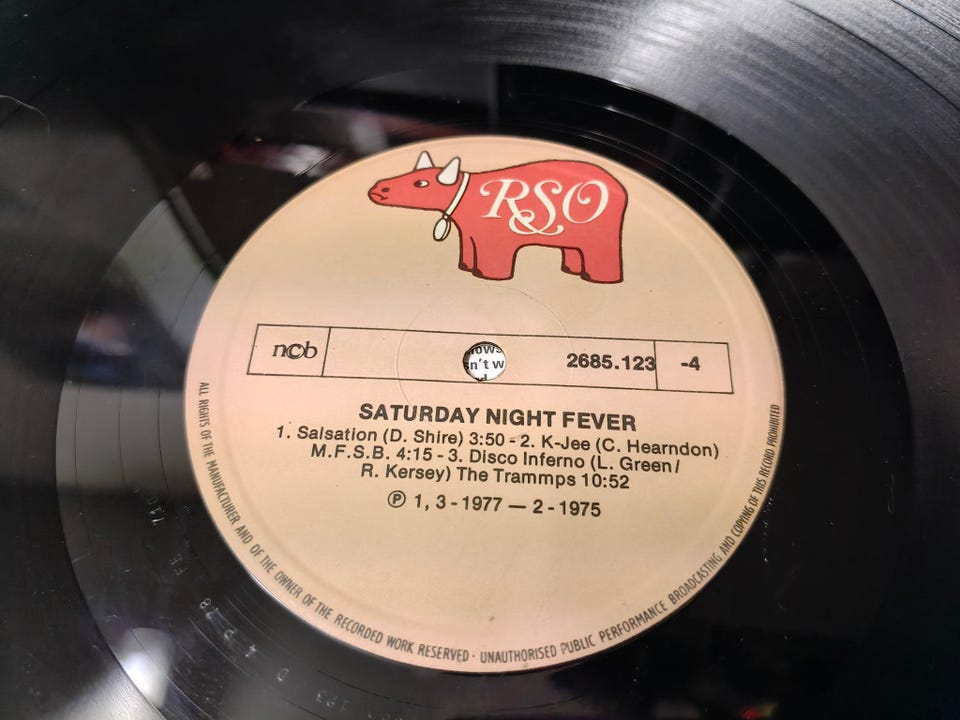 RSO
ncb
2685.123 -4
SATURDAY NIGHT FEVER
1. Salsation (D. Shire) 3:50 - 2. K-Jee (C. Hearndon)
M.F.S.B. 4:15 - 3. Disco Inferno (L. Green/
R. Kersey) The Trammps 10:52
℗ 1, 3 - 1977 — 2 - 1975
ALL RIGHTS OF THE MANUFACTURER AND OF THE OWNER OF THE RECORDED WORK RESERVED · UNAUTHORISED PUBLIC PERFORMANCE BROADCASTING AND COPYING OF THIS RECORD PROHIBITED